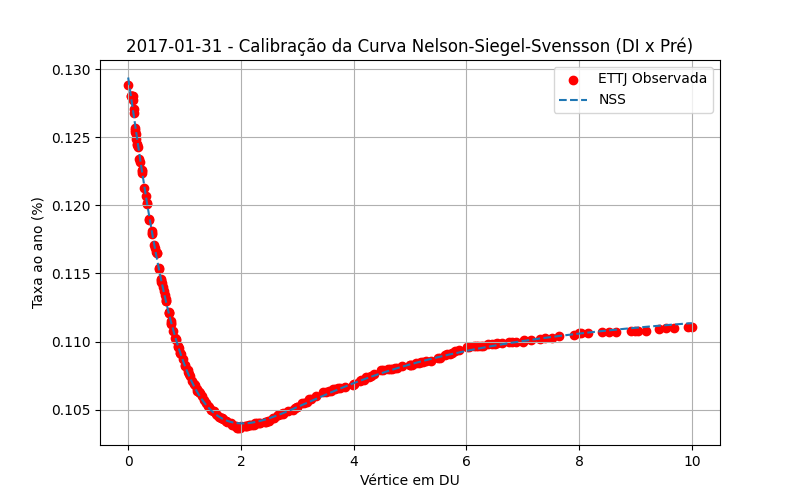 2017-01-31 - Calibração da Curva Nelson-Siegel-Svensson (DI x Pré)
ETTJ Observada
NSS
Taxa ao ano (%)
0.130
0.125
0.120
0.115
0.110
0.105
0 2 4 6 8 10
Vértice em DU